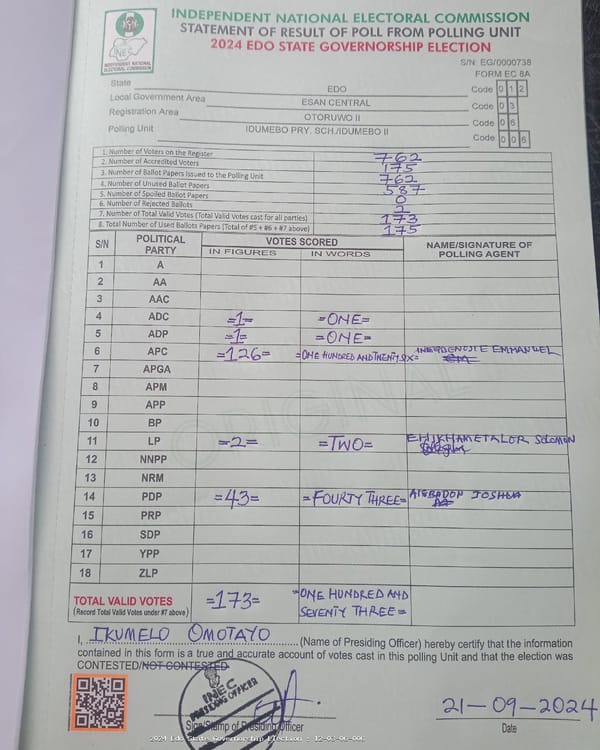 INDEPENDENT NATIONAL ELECTORAL COMMISSION
STATEMENT OF RESULT OF POLL FROM POLLING UNIT
2024 EDO STATE GOVERNORSHIP ELECTION
INEC
INDEPENDENT NATIONAL
ELECTORAL COMMISSION
S/N: EG/0000738
FORM EC 8A
State EDO Code 0 1 2
Local Government Area ESAN CENTRAL Code 0 3
Registration Area OTORUWO II Code 0 6
Polling Unit IDUMEBO PRY. SCH./IDUMEBO II Code 0 0 6
1. Number of Voters on the Register 762
2. Number of Accredited Voters 175
3. Number of Ballot Papers Issued to the Polling Unit 762
4. Number of Unused Ballot Papers 587
5. Number of Spoiled Ballot Papers 0
6. Number of Rejected Ballots 2
7. Number of Total Valid Votes (Total Valid Votes cast for all parties) 173
8. Total Number of Used Ballots Papers (Total of #5 + #6 + #7 above) 175
S/N POLITICAL PARTY VOTES SCORED NAME/SIGNATURE OF POLLING AGENT
IN FIGURES IN WORDS
1 A
2 AA
3 AAC
4 ADC =1= =ONE=
5 ADP =1= =ONE=
6 APC =126= =ONE HUNDRED AND TWENTY SIX= EMMANUEL
7 APGA
8 APM
9 APP
10 BP
11 LP =2= =TWO= SOLOMON
12 NNPP
13 NRM
14 PDP =43= =FOURTY THREE= AIGBADON JOSHUA
15 PRP
16 SDP
17 YPP
18 ZLP
ORIGINAL
TOTAL VALID VOTES =173= =ONE HUNDRED AND
(Record Total Valid Votes under #7 above) SEVENTY THREE=
I, IKUMELO OMOTAYO (Name of Presiding Officer) hereby certify that the information
contained in this form is a true and accurate account of votes cast in this polling Unit and that the election was
CONTESTED/NOT CONTESTED
INEC
PRESIDING OFFICER
Sign/Stamp of Presiding Officer
21-09-2024
Date
2024 Edo State Governorship Election - 12-03-06-006